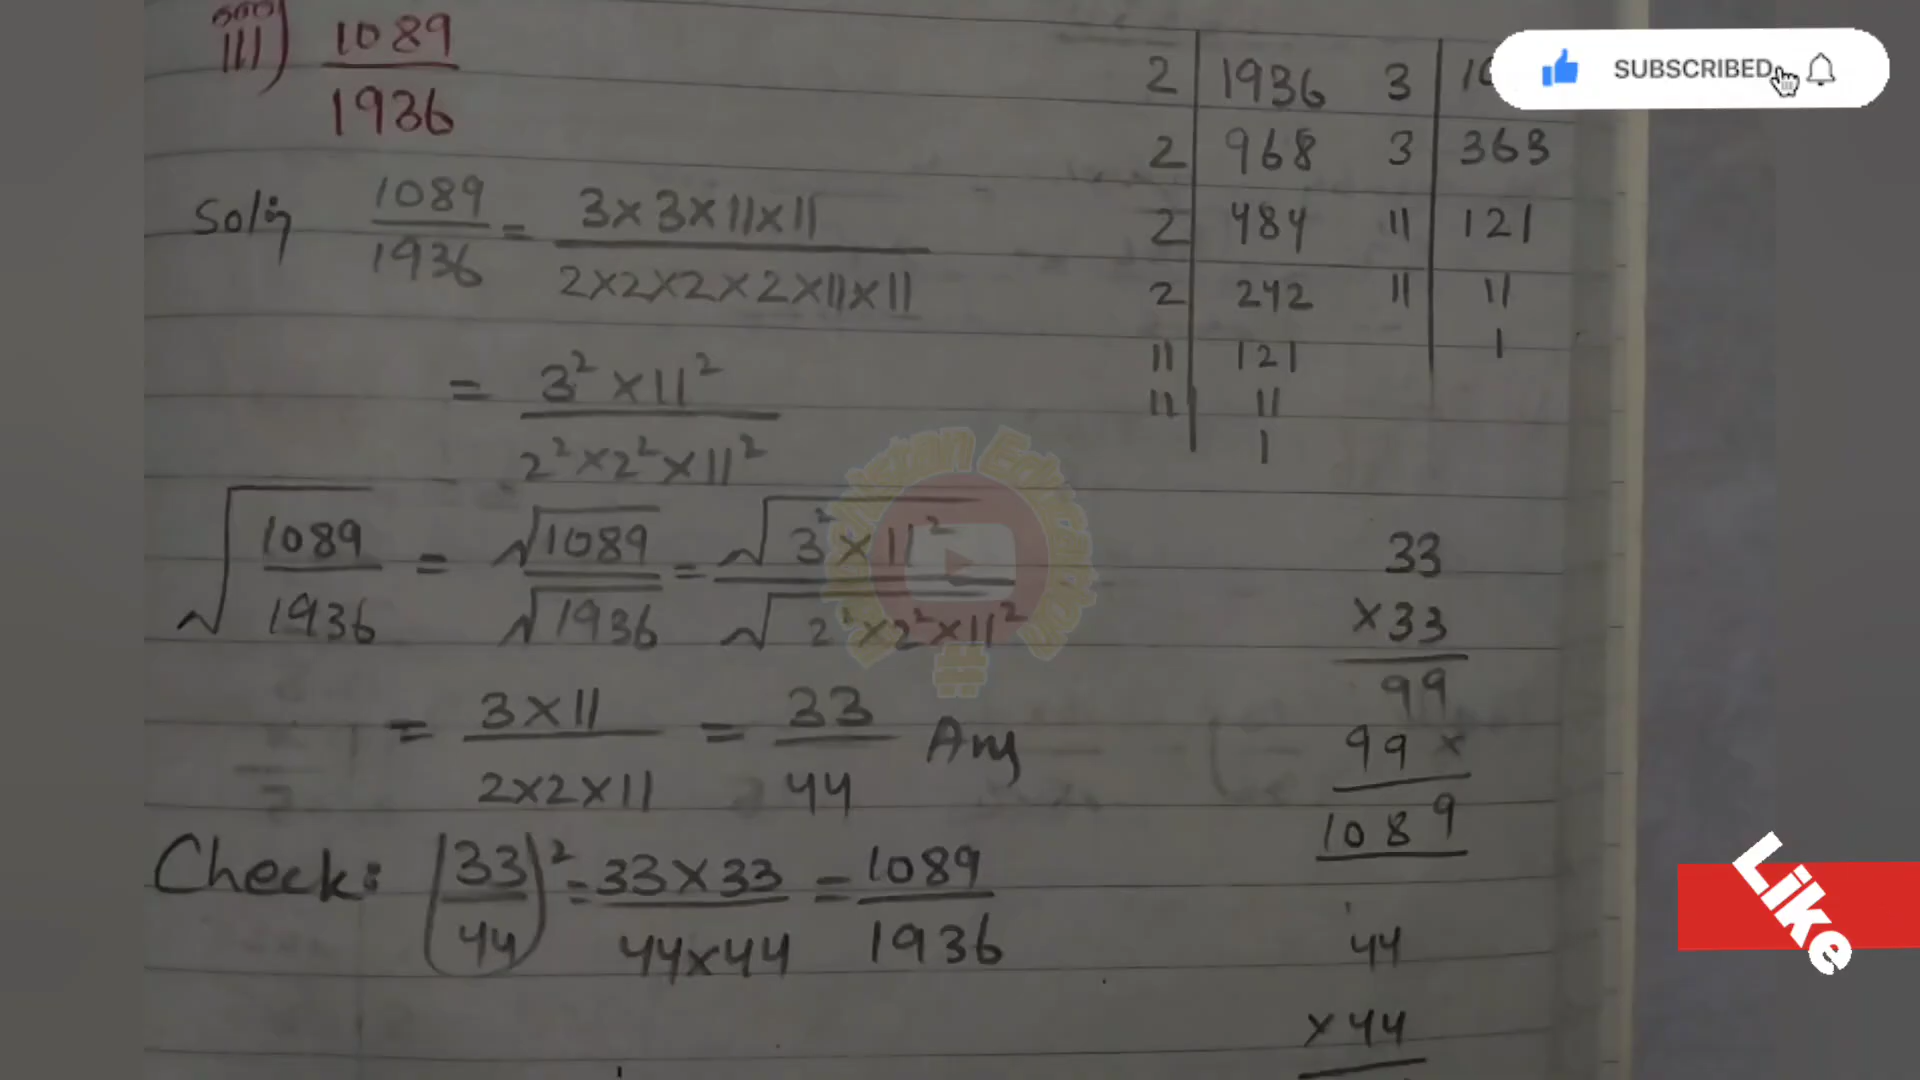 iii) 1089
1936
2 | 1936 3 |
2 | 968 3 | 363
2 | 484 11 | 121
2 | 242 11 | 11
11 | 121 1
11 | 11
1
Sol: 1089/1936 = 3×3×11×11 / 2×2×2×2×11×11
= 3²×11² / 2²×2²×11²
√1089/1936 = √1089/√1936 = √3²×11² / √2²×2²×11²
= 3×11 / 2×2×11 = 33/44 Ans
Check: (33/44)² = 33×33 / 44×44 = 1089/1936
33
×33
99
99×
1089
44
×44
SUBSCRIBED
Like